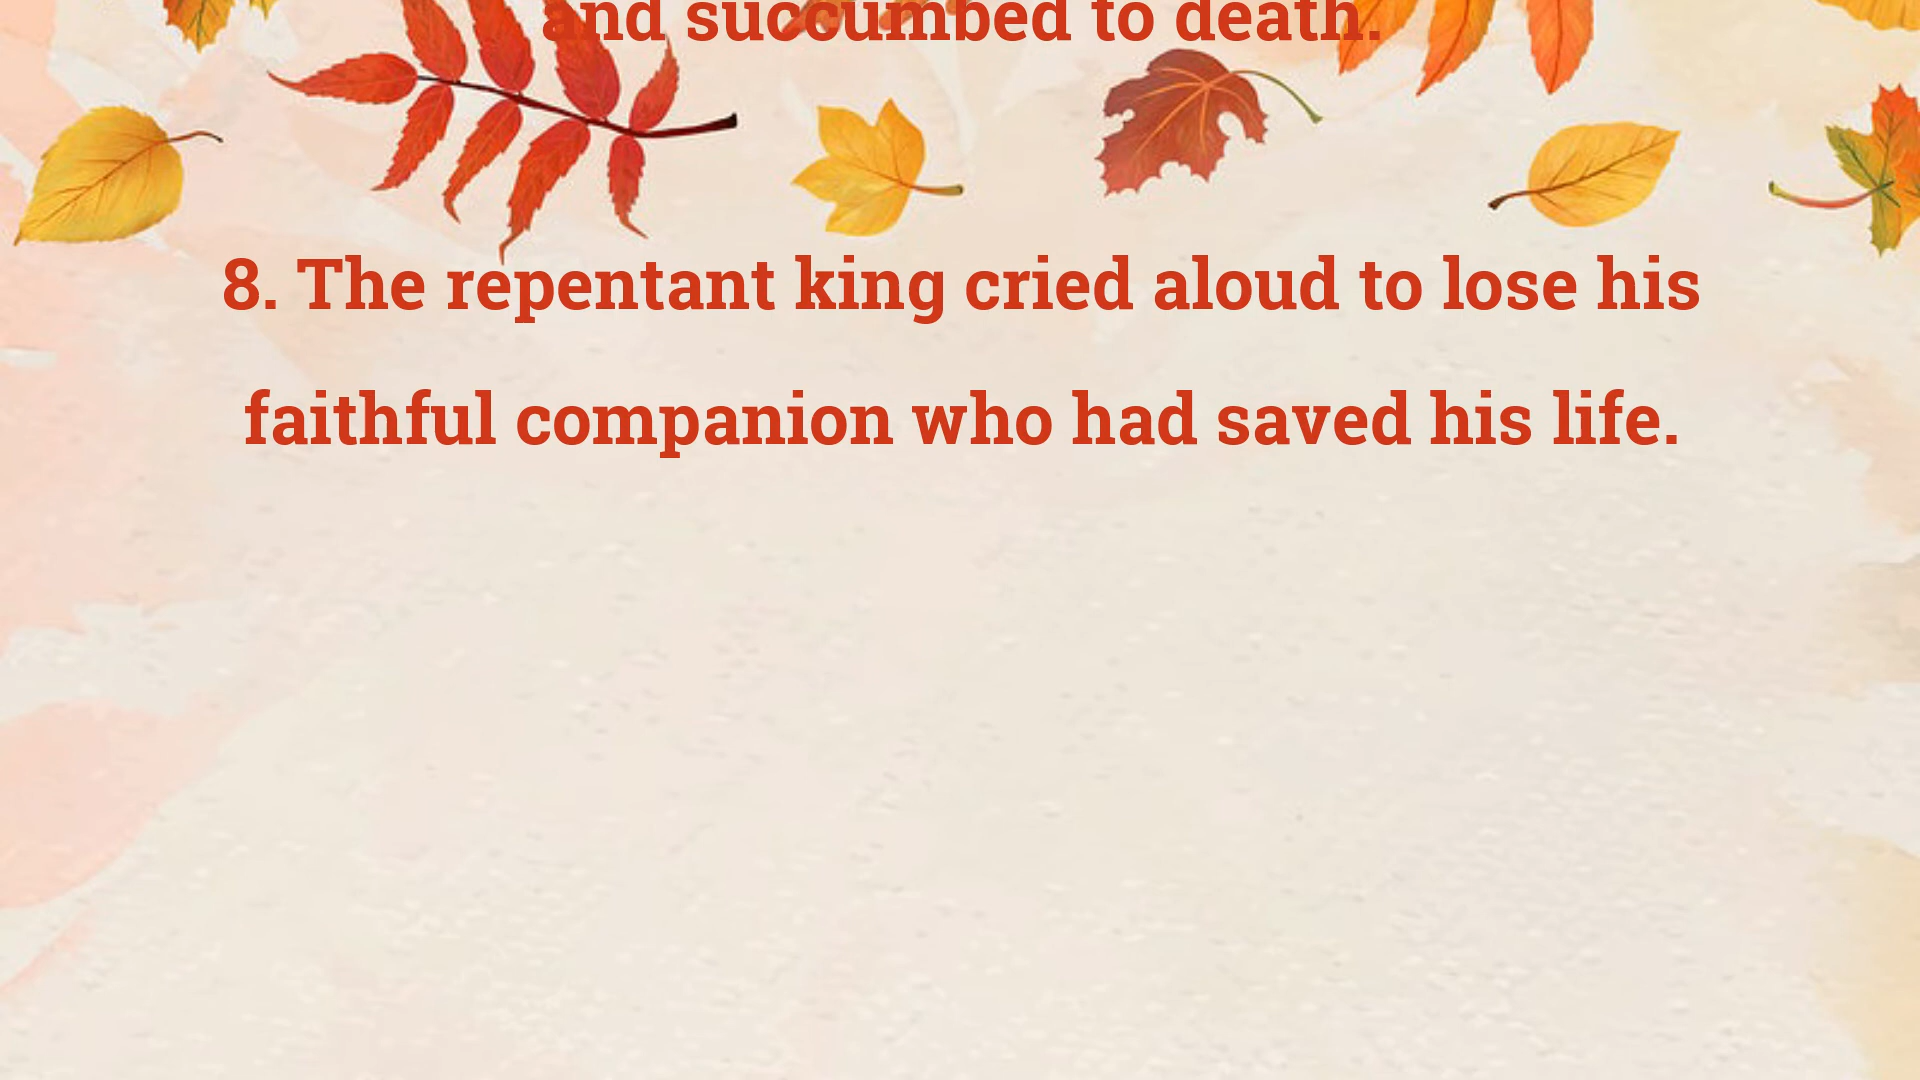 and succumbed to death.
8. The repentant king cried aloud to lose his
faithful companion who had saved his life.